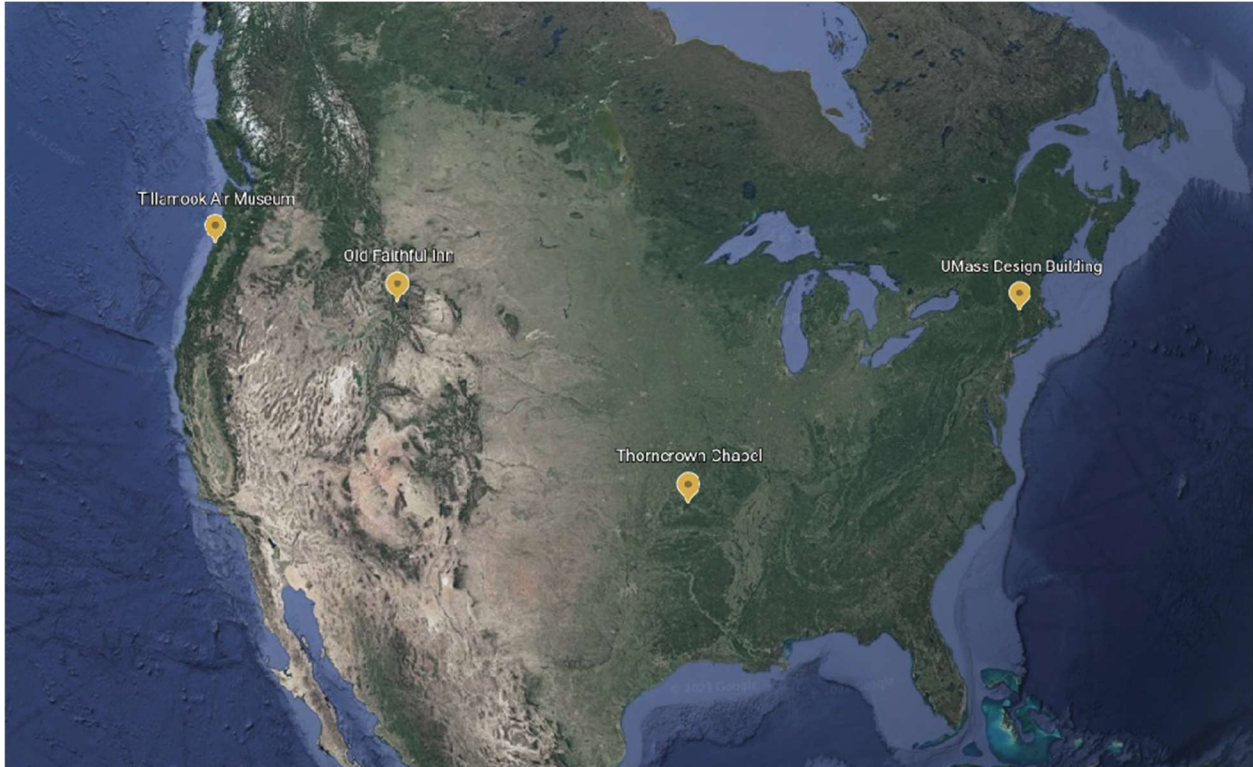 Tillamook Air Museum
Old Faithful Inn
UMass Design Building
Thorncrown Chapel